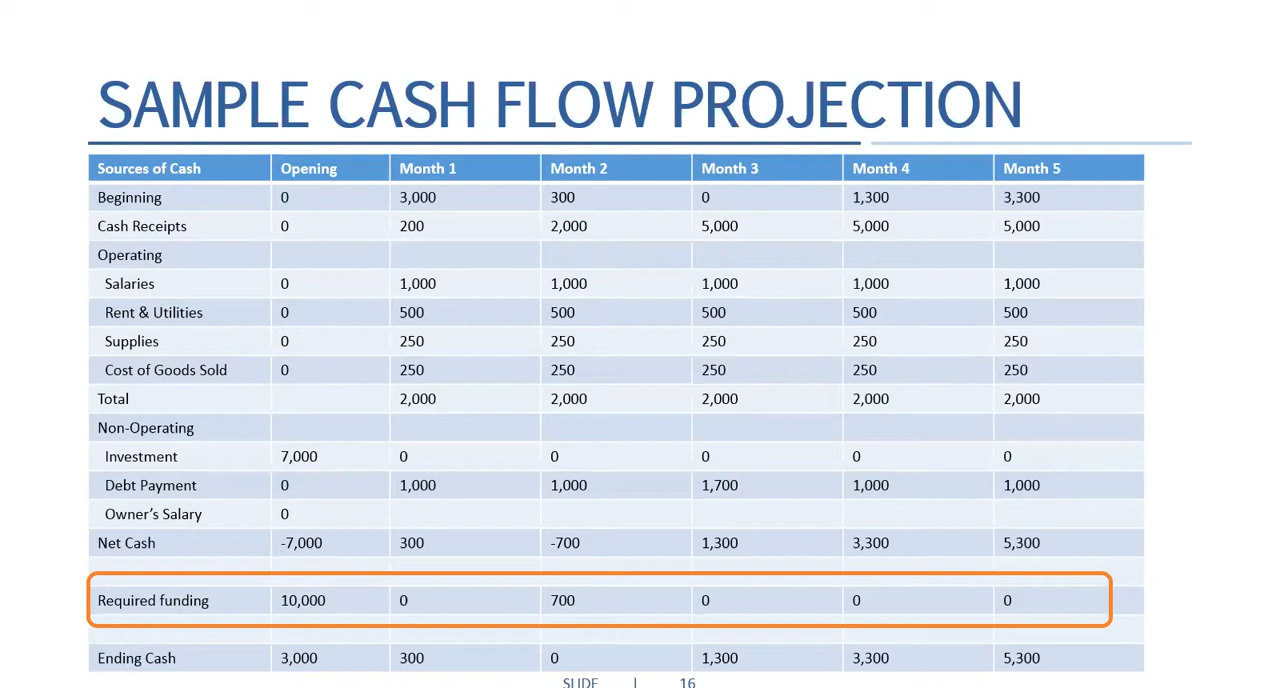 SAMPLE CASH FLOW PROJECTION
Sources of Cash Opening Month 1 Month 2 Month 3 Month 4 Month 5
Beginning 0 3,000 300 0 1,300 3,300
Cash Receipts 0 200 2,000 5,000 5,000 5,000
Operating
Salaries 0 1,000 1,000 1,000 1,000 1,000
Rent & Utilities 0 500 500 500 500 500
Supplies 0 250 250 250 250 250
Cost of Goods Sold 0 250 250 250 250 250
Total 2,000 2,000 2,000 2,000 2,000
Non-Operating
Investment 7,000 0 0 0 0 0
Debt Payment 0 1,000 1,000 1,700 1,000 1,000
Owner’s Salary 0
Net Cash -7,000 300 -700 1,300 3,300 5,300
Required funding 10,000 0 700 0 0 0
Ending Cash 3,000 300 0 1,300 3,300 5,300
SLIDE | 16